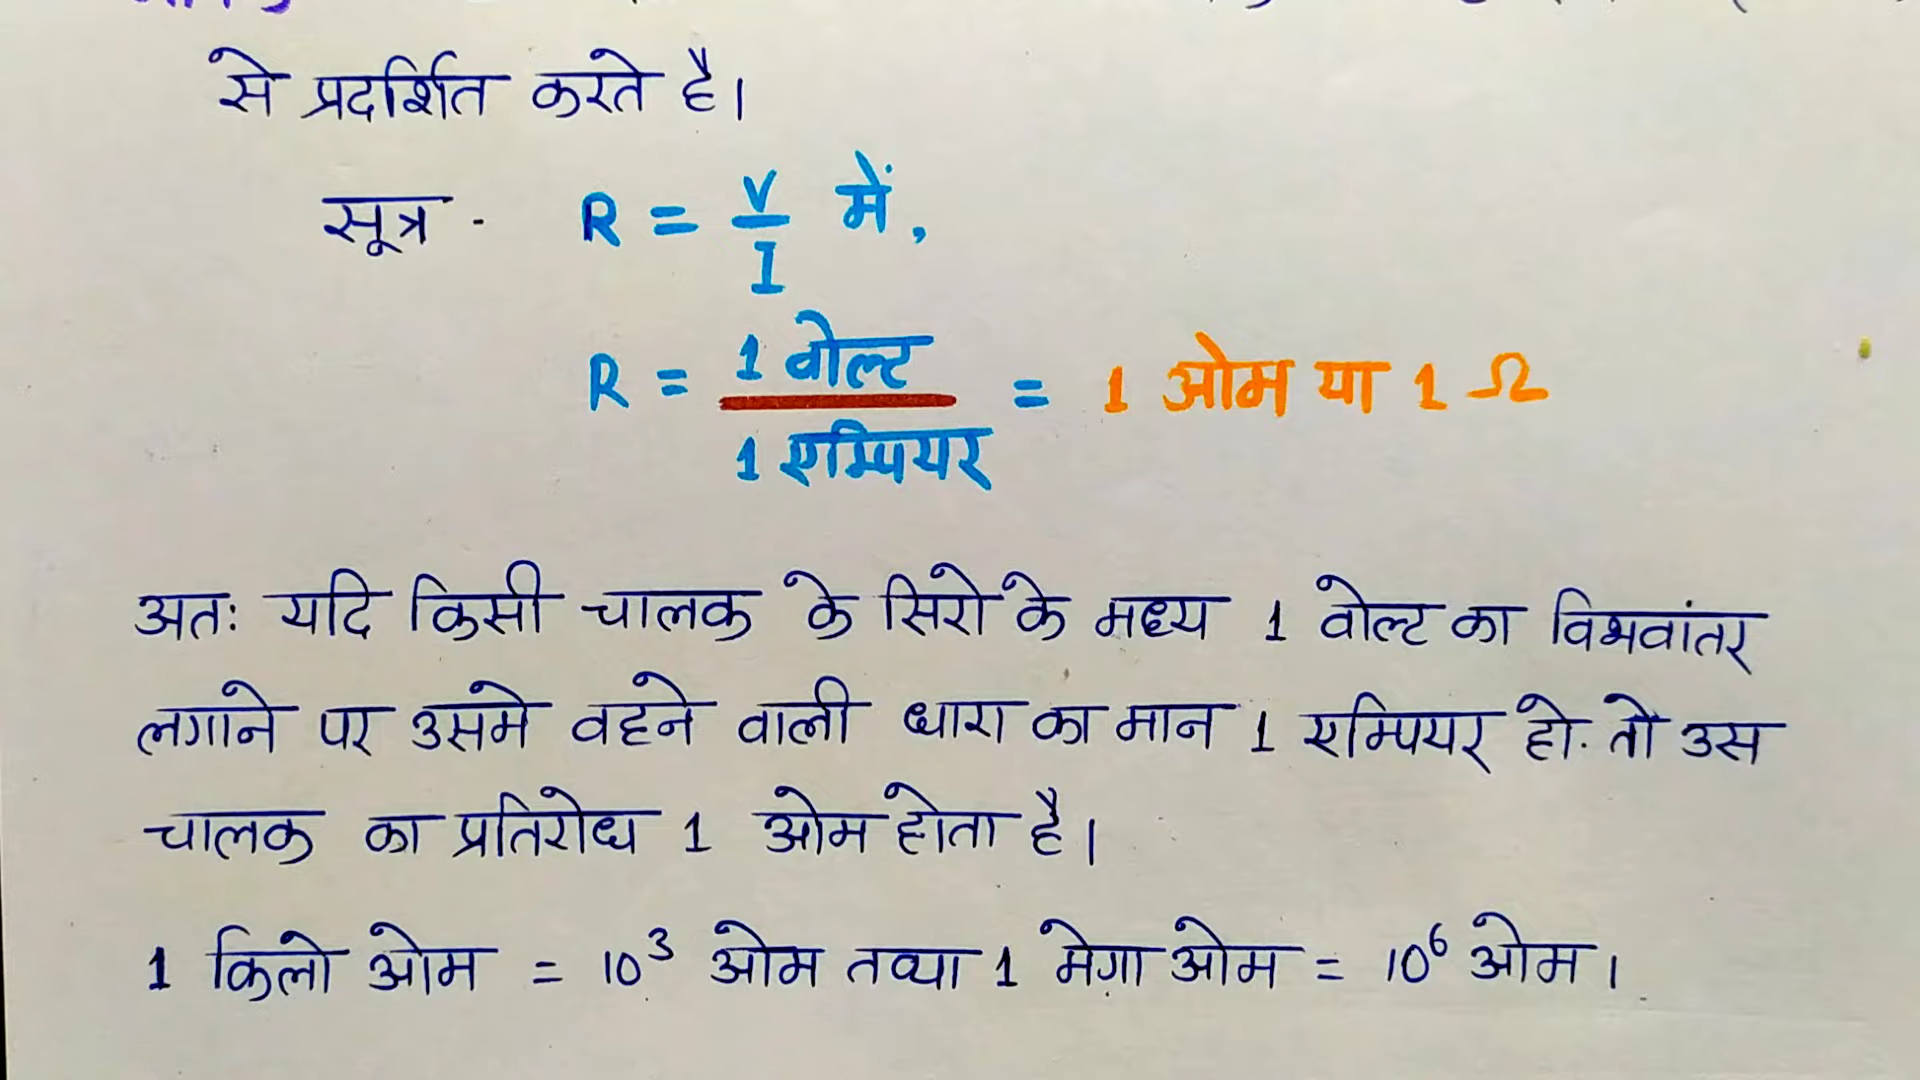 से प्रदर्शित करते है।
सूत्र - R = V/I में,
R = 1 वोल्ट / 1 एम्पियर = 1 ओम या 1 Ω
अतः यदि किसी चालक के सिरो के मध्य 1 वोल्ट का विभवांतर
लगाने पर उसमे वहने वाली धारा का मान 1 एम्पियर हो. तो उस
चालक का प्रतिरोध 1 ओम होता है।
1 किलो ओम = 10³ ओम तथा 1 मेगा ओम = 10⁶ ओम।